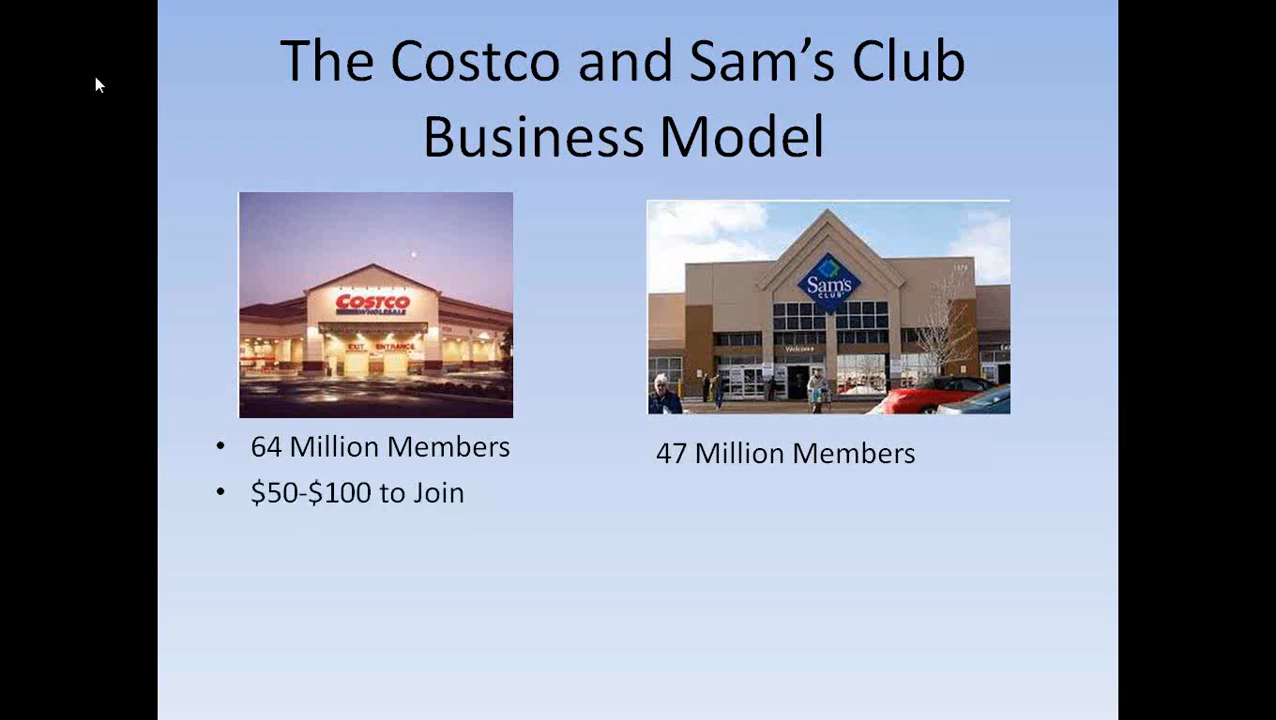 The Costco and Sam's Club
Business Model
COSTCO
WHOLESALE
EXIT ENTRANCE
Sam's
CLUB
Welcome
• 64 Million Members
• $50-$100 to Join
47 Million Members